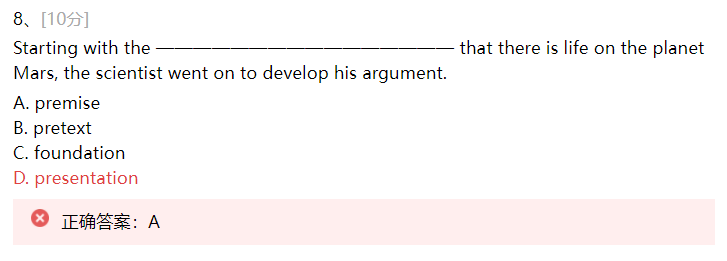 8、[10分]
Starting with the ———————————————— that there is life on the planet
Mars, the scientist went on to develop his argument.
A. premise
B. pretext
C. foundation
D. presentation
正确答案：A